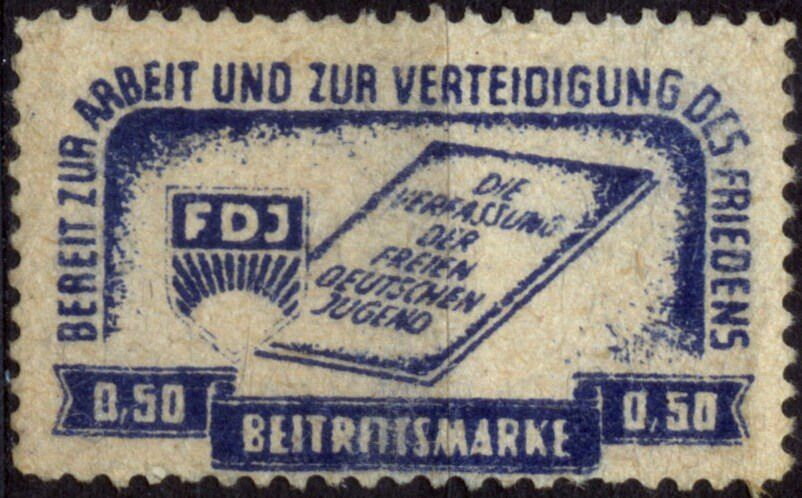 BEREIT ZUR ARBEIT UND ZUR VERTEIDIGUNG DES FRIEDENS
FDJ
DIE
VERFASSUNG
DER
FREIEN
DEUTSCHEN
JUGEND
0,50
BEITRITTSMARKE
0,50